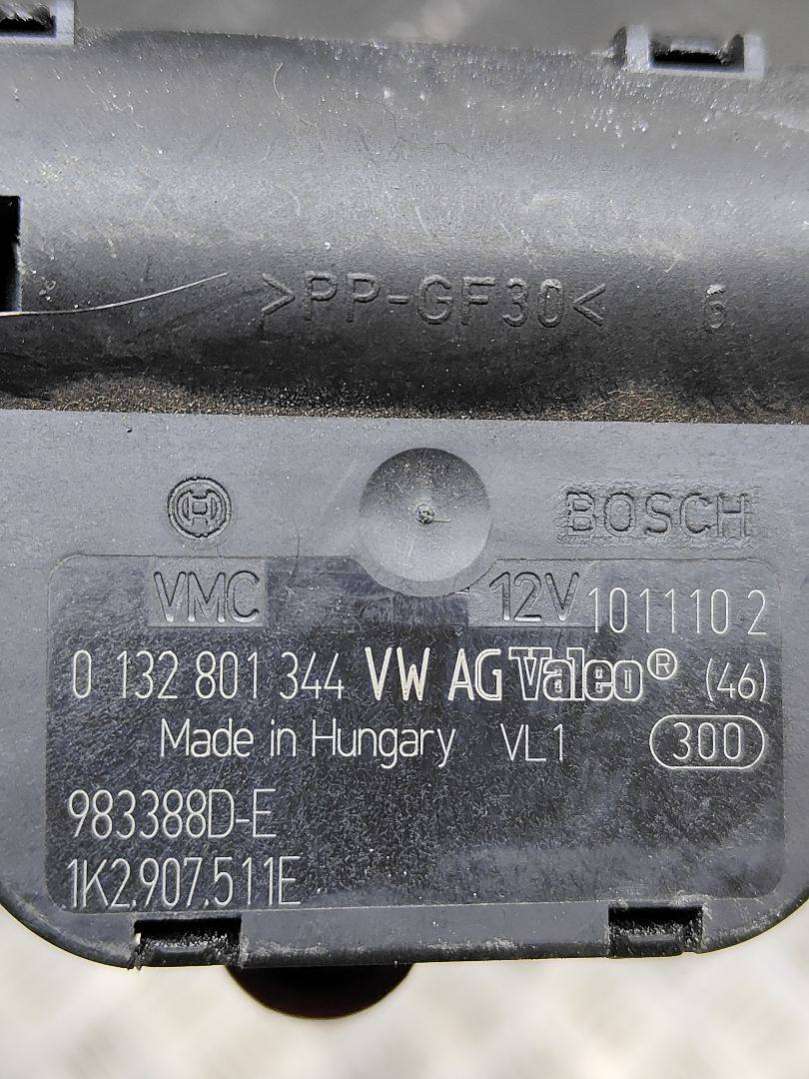 >PP-GF30< 6
BOSCH
VMC 12V 101110 2
0 132 801 344 VW AG Valeo® (46)
Made in Hungary VL1 300
983388D-E
1K2.907.511E